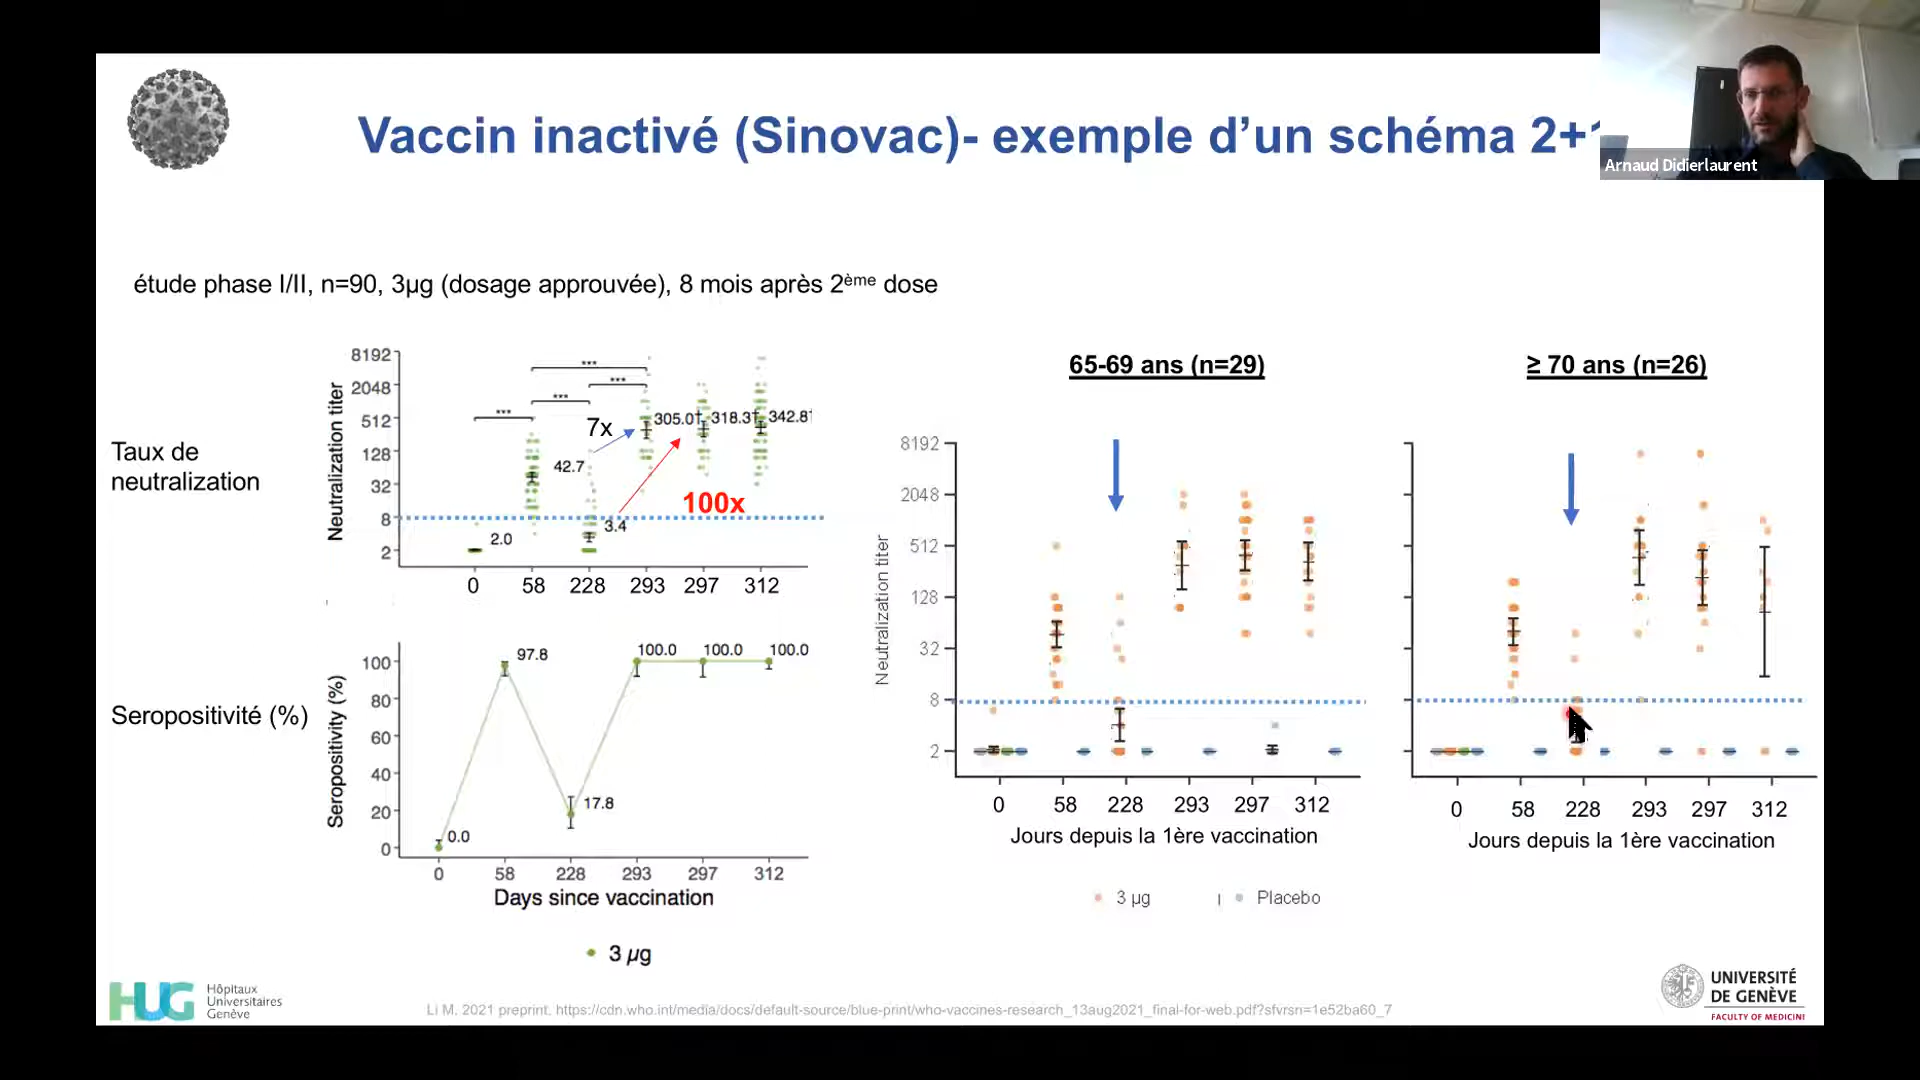 Arnaud Didierlaurent
Vaccin inactivé (Sinovac)- exemple d'un schéma 2+1
étude phase I/II, n=90, 3µg (dosage approuvée), 8 mois après 2ème dose
Taux de
neutralization
Neutralization titer
8192
2048
512
128
32
8
2
***
***
***
***
2.0
42.7
7x
3.4
100x
305.0†
318.3†
342.8†
0 58 228 293 297 312
Seropositivité (%)
Seropositivity (%)
100
80
60
40
20
0
0.0
97.8
17.8
100.0
100.0
100.0
0 58 228 293 297 312
Days since vaccination
3 µg
65-69 ans (n=29)
Neutralization titer
8192
2048
512
128
32
8
2
0 58 228 293 297 312
Jours depuis la 1ère vaccination
≥ 70 ans (n=26)
0 58 228 293 297 312
Jours depuis la 1ère vaccination
3 µg
Placebo
HUG Hôpitaux
Universitaires
Genève
Li M. 2021 preprint, https://cdn.who.int/media/docs/default-source/blue-print/who-vaccines-research_13aug2021_final-for-web.pdf?sfvrsn=1e52ba60_7
UNIVERSITÉ
DE GENÈVE
FACULTY OF MEDICINE